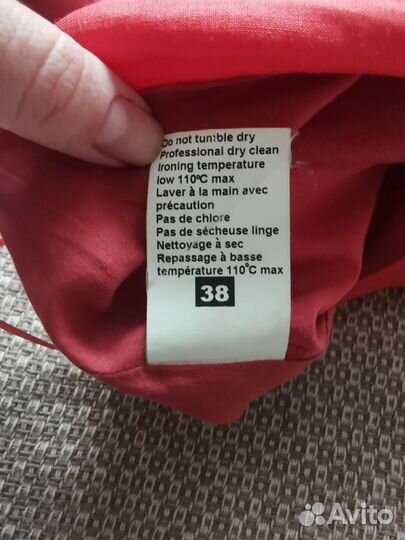 Do not tumble dry
Professional dry clean
Ironing temperature
low 110ºC max
Laver à la main avec
précaution
Pas de chlore
Pas de sécheuse linge
Nettoyage à sec
Repassage à basse
température 110°C max
38
Avito